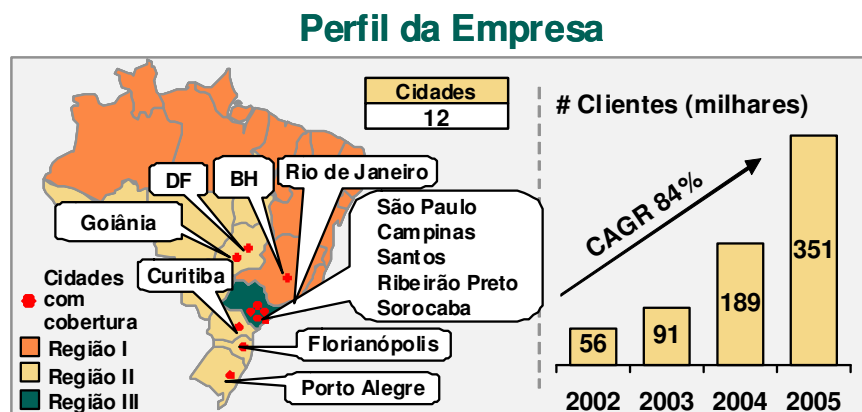 Perfil da Empresa
Cidades
12
DF
BH
Rio de Janeiro
Goiânia
São Paulo
Campinas
Santos
Ribeirão Preto
Sorocaba
Curitiba
Florianópolis
Porto Alegre
Cidades
com
cobertura
Região I
Região II
Região III
# Clientes (milhares)
CAGR 84%
56
91
189
351
2002
2003
2004
2005